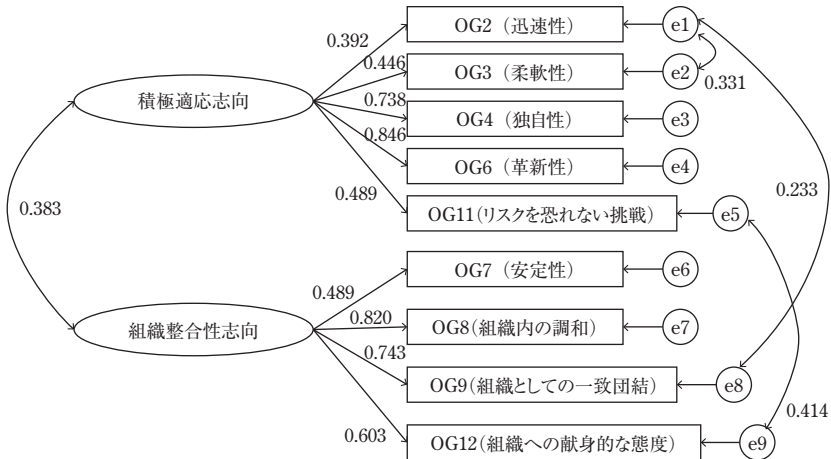 0.392
OG2（迅速性）
e1
0.446
OG3（柔軟性）
e2
0.331
積極適応志向
0.738
OG4（独自性）
e3
0.846
OG6（革新性）
e4
0.489
OG11(リスクを恐れない挑戦)
e5
0.233
0.383
0.489
OG7（安定性）
e6
組織整合性志向
0.820
OG8(組織内の調和)
e7
0.743
OG9(組織としての一致団結)
e8
0.414
0.603
OG12(組織への献身的な態度)
e9